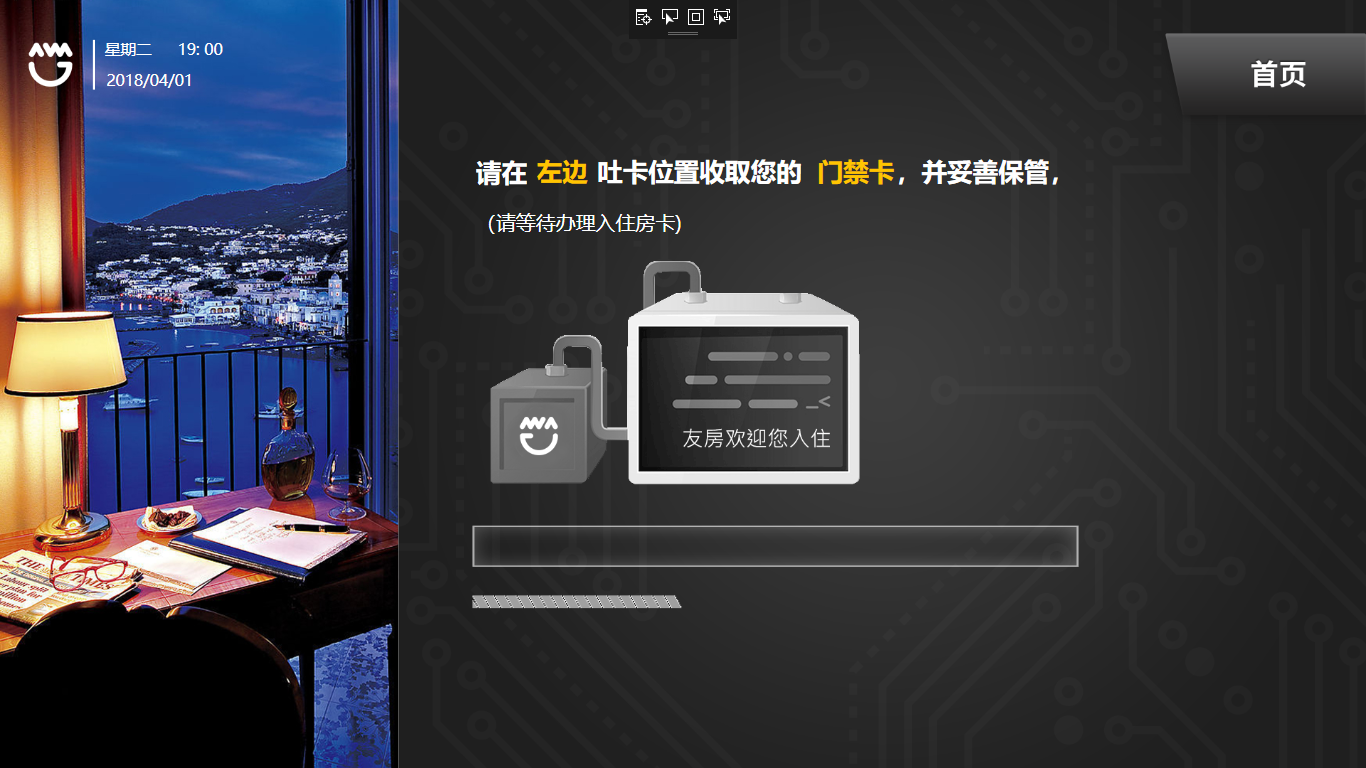 星期二 19: 00
2018/04/01
首页
请在 左边 吐卡位置收取您的 门禁卡，并妥善保管，
(请等待办理入住房卡)
友房欢迎您入住
THE TIMES